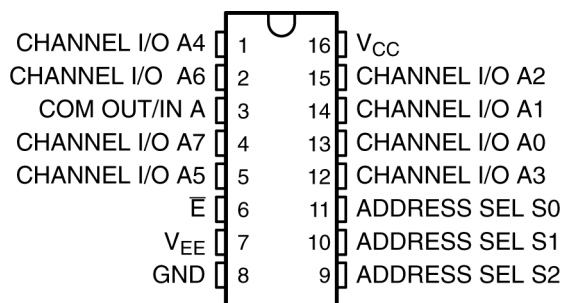 CHANNEL I/O A4 1 16 VCC
CHANNEL I/O A6 2 15 CHANNEL I/O A2
COM OUT/IN A 3 14 CHANNEL I/O A1
CHANNEL I/O A7 4 13 CHANNEL I/O A0
CHANNEL I/O A5 5 12 CHANNEL I/O A3
E̅ 6 11 ADDRESS SEL S0
VEE 7 10 ADDRESS SEL S1
GND 8 9 ADDRESS SEL S2